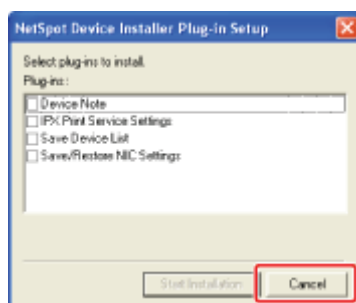 NetSpot Device Installer Plug-in Setup
Select plug-ins to install.
Plug-ins:
Device Note
IPX Print Service Settings
Save Device List
Save/Restore NIC Settings
Start Installation
Cancel